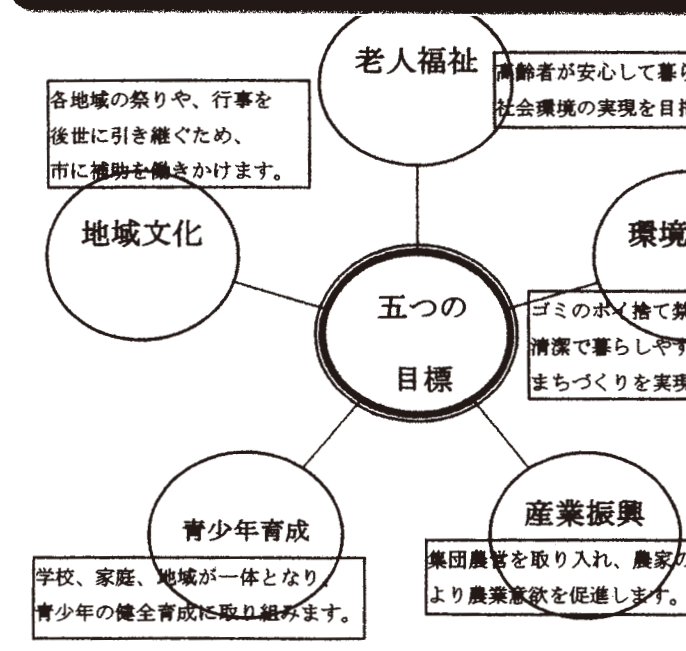 老人福祉
高齢者が安心して暮ら
社会環境の実現を目指
各地域の祭りや、行事を
後世に引き継ぐため、
市に補助を働きかけます。
地域文化
環境
五つの
目標
ゴミのポイ捨て禁
清潔で暮らしやす
まちづくりを実現
青少年育成
学校、家庭、地域が一体となり、
青少年の健全育成に取り組みます。
産業振興
集団農営を取り入れ、農家の
より農業意欲を促進します。